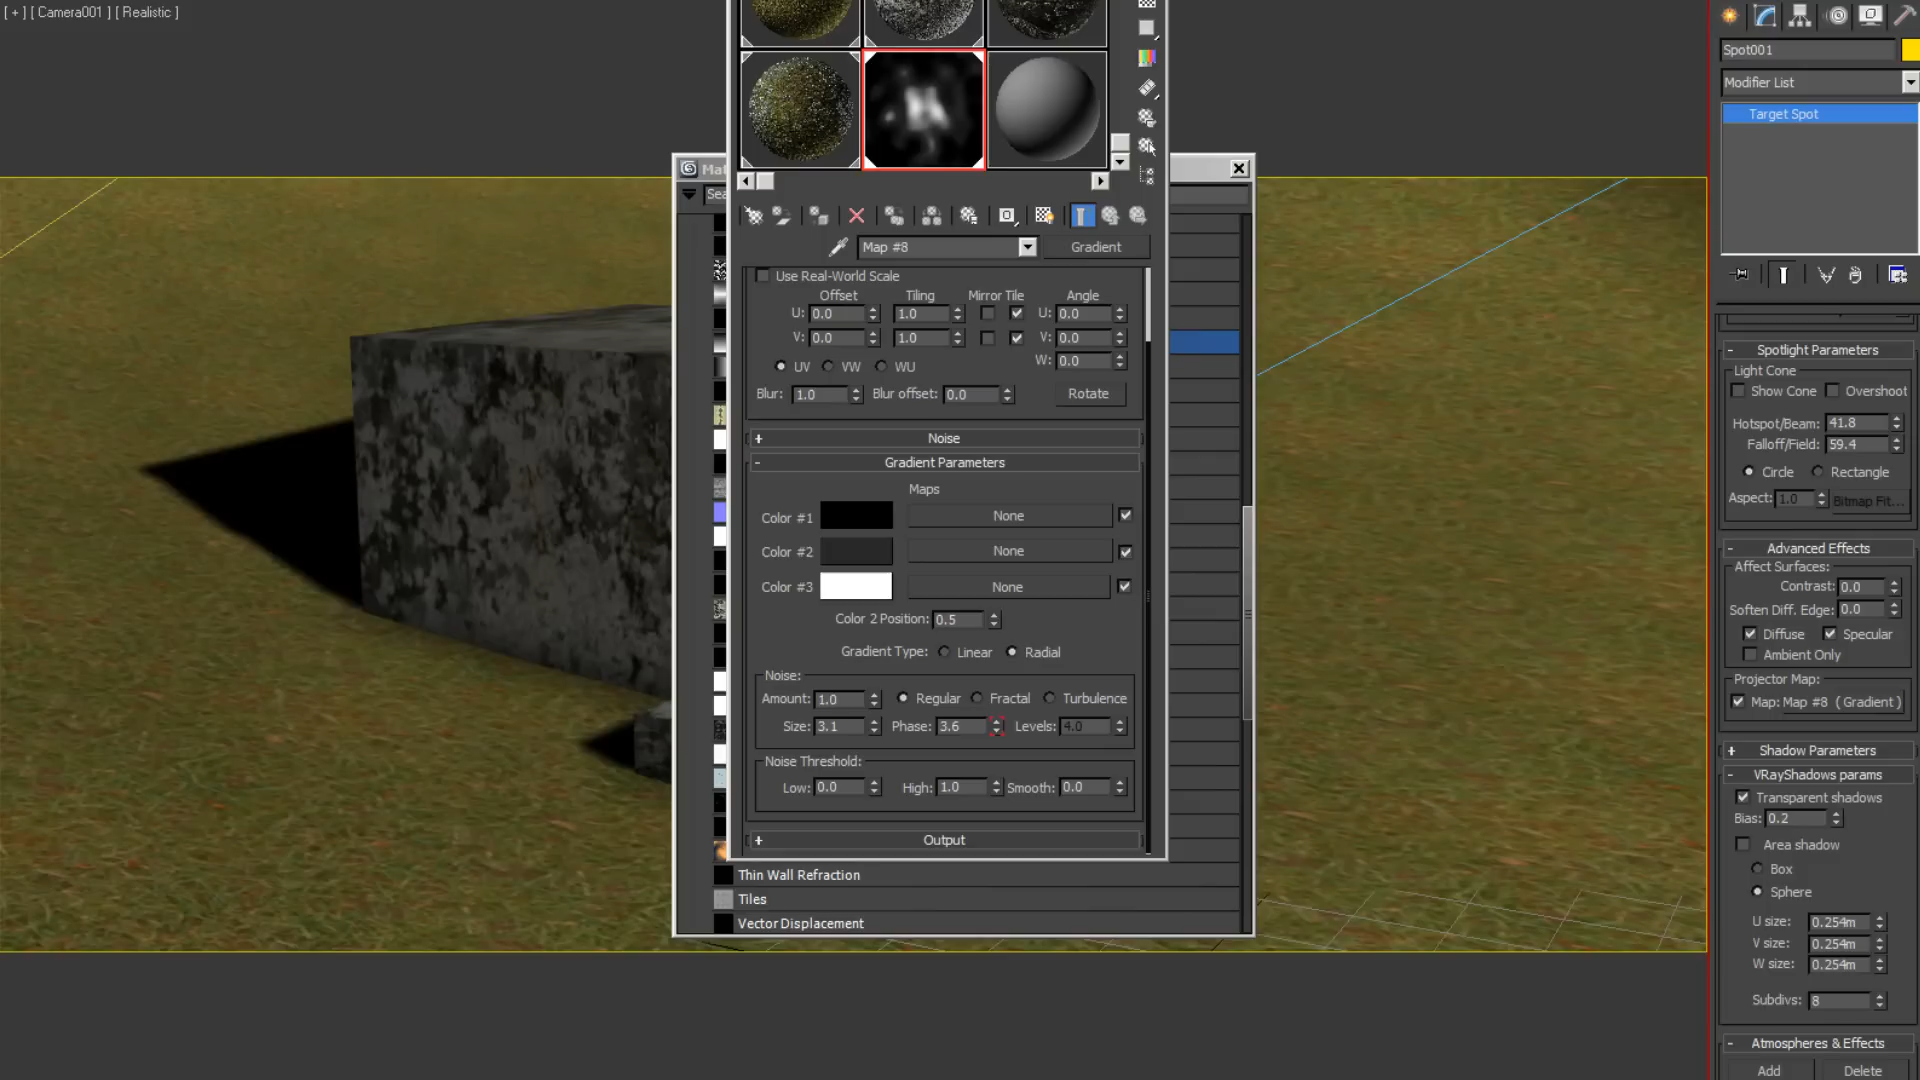 [ + ] [ Camera001 ] [ Realistic ]
Spot001
Modifier List
Target Spot
Map #8
Gradient
Use Real-World Scale
Offset Tiling Mirror Tile Angle
U: 0.0 1.0 U: 0.0
V: 0.0 1.0 V: 0.0
W: 0.0
UV VW WU
Blur: 1.0 Blur offset: 0.0 Rotate
+ Noise
- Gradient Parameters
Maps
Color #1 None
Color #2 None
Color #3 None
Color 2 Position: 0.5
Gradient Type: Linear Radial
Noise:
Amount: 1.0 Regular Fractal Turbulence
Size: 3.1 Phase: 3.6 Levels: 4.0
Noise Threshold:
Low: 0.0 High: 1.0 Smooth: 0.0
+ Output
Thin Wall Refraction
Tiles
Vector Displacement
- Spotlight Parameters
Light Cone
Show Cone Overshoot
Hotspot/Beam: 41.8
Falloff/Field: 59.4
Circle Rectangle
Aspect: 1.0 Bitmap Fit...
- Advanced Effects
Affect Surfaces:
Contrast: 0.0
Soften Diff. Edge: 0.0
Diffuse Specular
Ambient Only
Projector Map:
Map: Map #8 ( Gradient )
+ Shadow Parameters
- VRayShadows params
Transparent shadows
Bias: 0.2
Area shadow
Box
Sphere
U size: 0.254m
V size: 0.254m
W size: 0.254m
Subdivs: 8
- Atmospheres & Effects
Add Delete